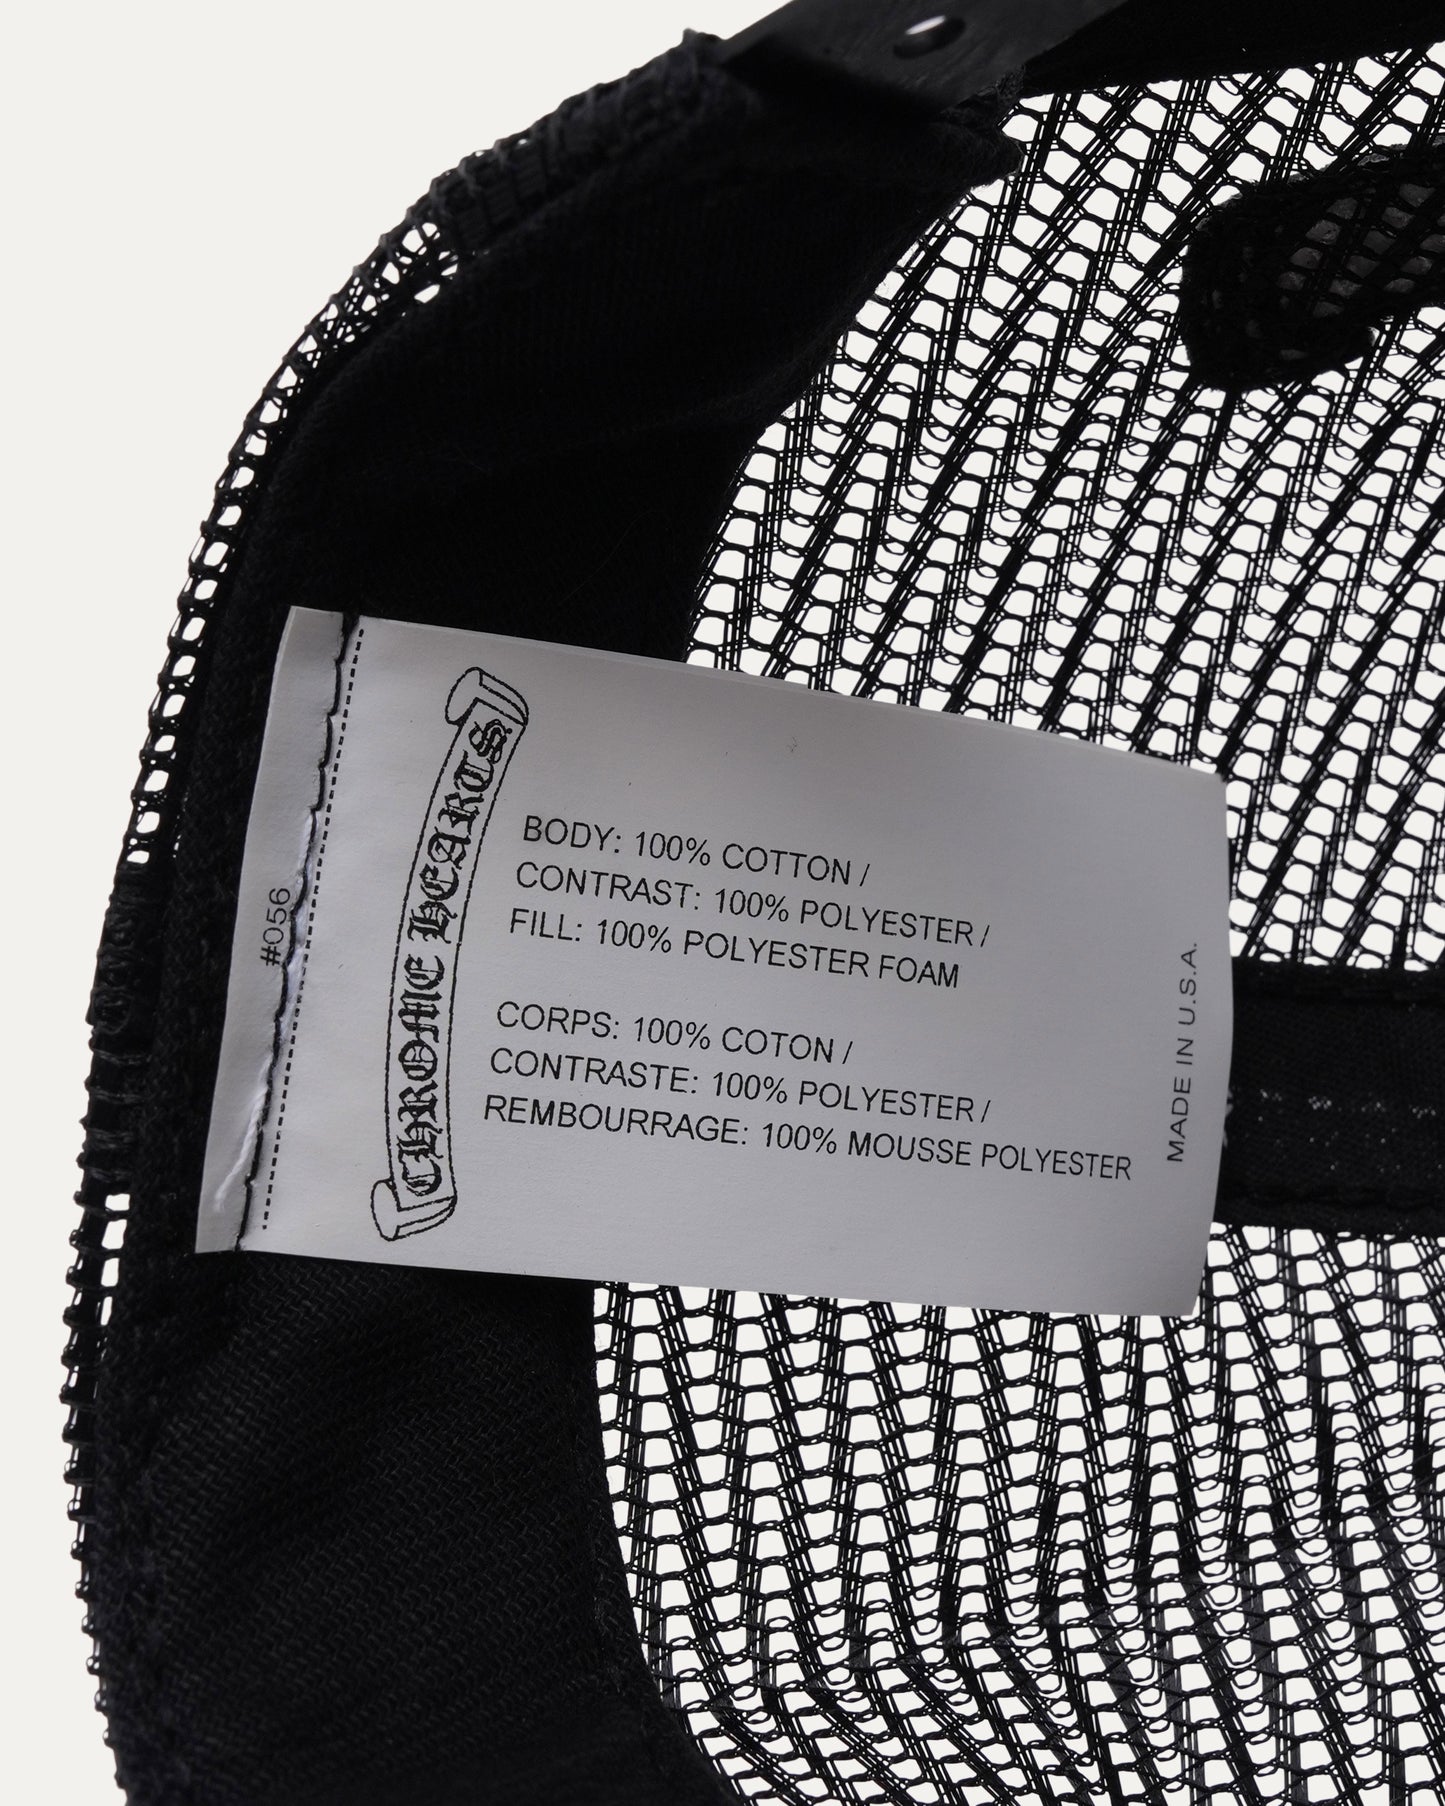 #056
CHROME HEARTS
BODY: 100% COTTON /
CONTRAST: 100% POLYESTER /
FILL: 100% POLYESTER FOAM
CORPS: 100% COTON /
CONTRASTE: 100% POLYESTER /
REMBOURRAGE: 100% MOUSSE POLYESTER
MADE IN U.S.A.